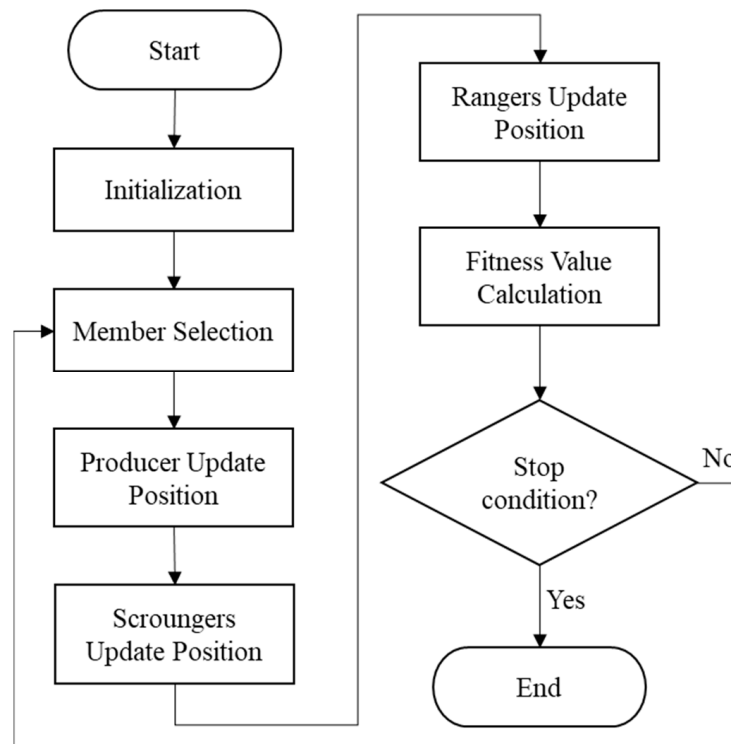 Start
Initialization
Member Selection
Producer Update
Position
Scroungers
Update Position
Rangers Update
Position
Fitness Value
Calculation
Stop
condition?
No
Yes
End